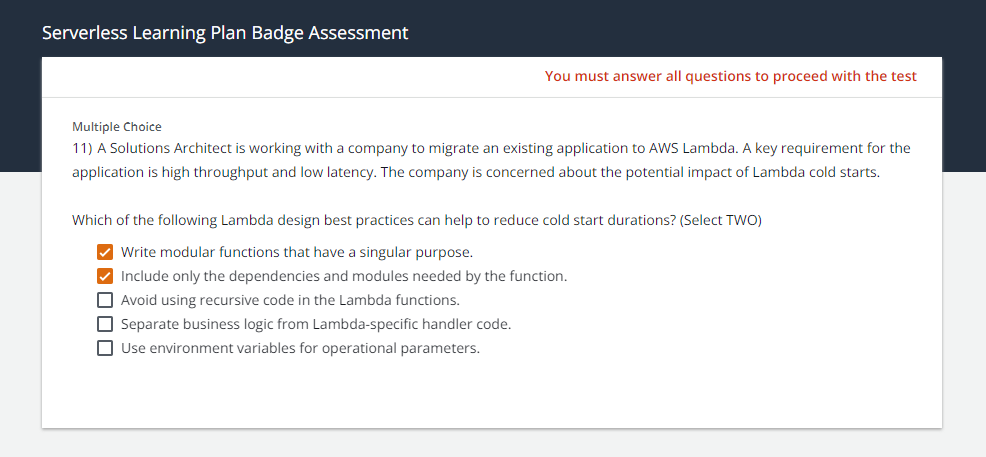 Serverless Learning Plan Badge Assessment
You must answer all questions to proceed with the test
Multiple Choice
11) A Solutions Architect is working with a company to migrate an existing application to AWS Lambda. A key requirement for the
application is high throughput and low latency. The company is concerned about the potential impact of Lambda cold starts.
Which of the following Lambda design best practices can help to reduce cold start durations? (Select TWO)
Write modular functions that have a singular purpose.
Include only the dependencies and modules needed by the function.
Avoid using recursive code in the Lambda functions.
Separate business logic from Lambda-specific handler code.
Use environment variables for operational parameters.